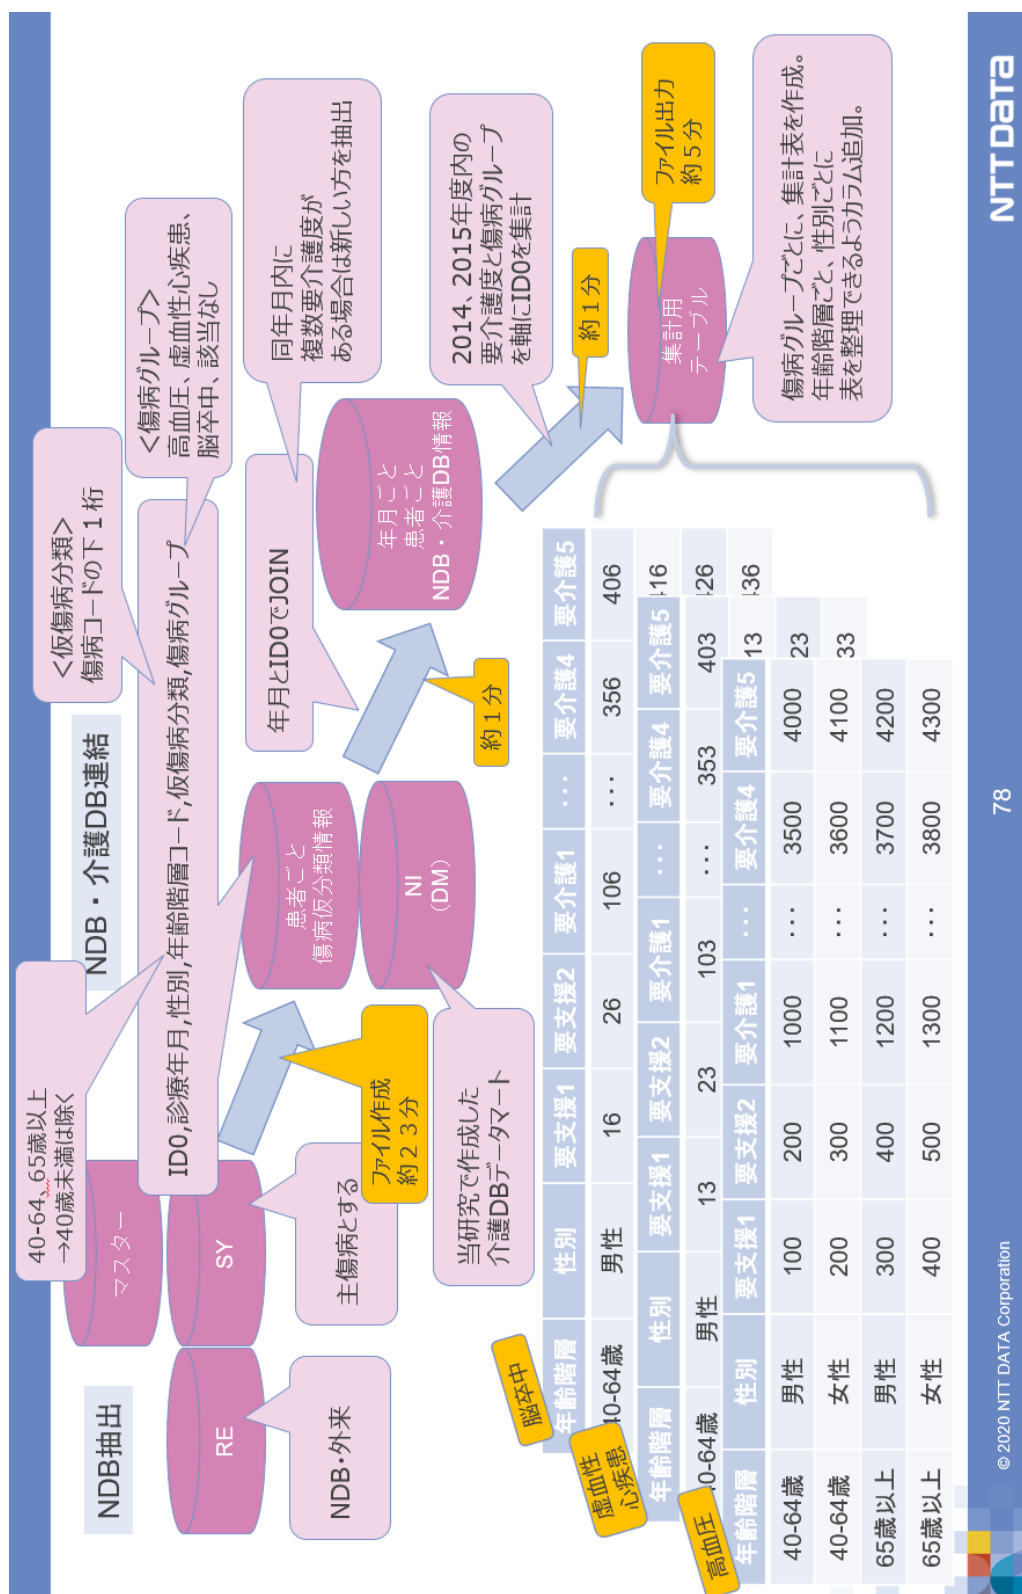 NDB抽出
NDB・介護DB連結
40-64、65歳以上
→40歳未満は除く
＜仮傷病分類＞
傷病コードの下１桁
＜傷病グループ＞
高血圧、虚血性心疾患、
脳卒中、該当なし
ID0,診療年月,性別,年齢階層コード,仮傷病分類,傷病グループ
マスター
RE
SY
NDB・外来
主傷病とする
ファイル作成
約２３分
患者ごと
傷病仮分類情報
NI
（DM）
当研究で作成した
介護DBデータマート
年月とID0でJOIN
約１分
同年月内に
複数要介護度が
ある場合は新しい方を抽出
年月ごと
患者ごと
NDB・介護DB情報
2014、2015年度内の
要介護度と傷病グループ
を軸にID0を集計
約１分
集計用
テーブル
ファイル出力
約５分
傷病グループごとに、集計表を作成。
年齢階層ごと、性別ごとに
表を整理できるようカラム追加。
脳卒中
年齢階層 性別 要支援1 要支援2 要介護1 ... 要介護4 要介護5
40-64歳 男性 16 26 106 ... 356 406
416
426
436
虚血性
心疾患
年齢階層 性別 要支援1 要支援2 要介護1 ... 要介護4 要介護5
40-64歳 男性 13 23 103 ... 353 403
13
23
33
高血圧
年齢階層 性別 要支援1 要支援2 要介護1 ... 要介護4 要介護5
40-64歳 男性 100 200 1000 ... 3500 4000
40-64歳 女性 200 300 1100 ... 3600 4100
65歳以上 男性 300 400 1200 ... 3700 4200
65歳以上 女性 400 500 1300 ... 3800 4300
© 2020 NTT DATA Corporation
78
NTT DATA